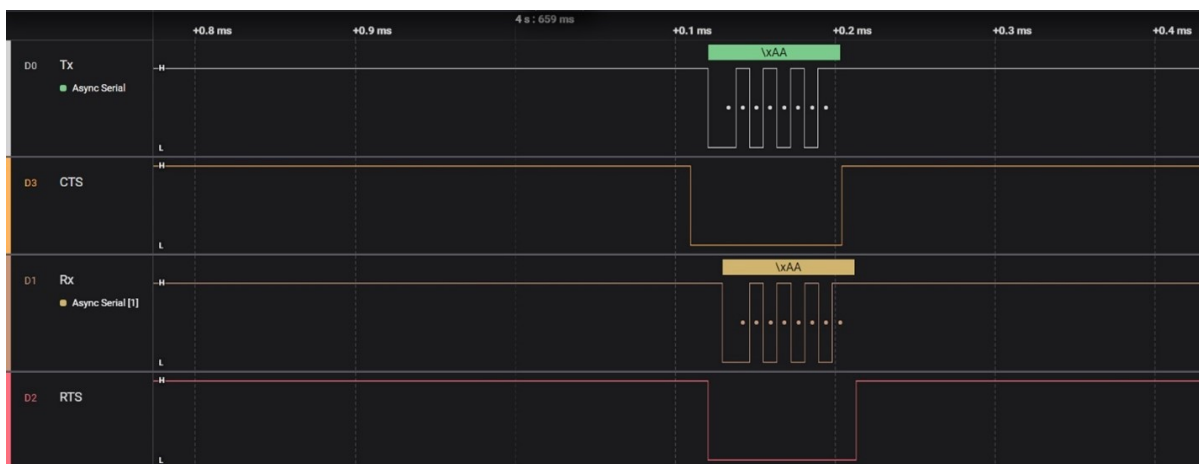 4 s : 659 ms
+0.8 ms +0.9 ms +0.1 ms +0.2 ms +0.3 ms +0.4 ms
\xAA
D0 Tx H
Async Serial
L
H
D3 CTS
L
\xAA
D1 Rx H
Async Serial [1]
L
H
D2 RTS
L